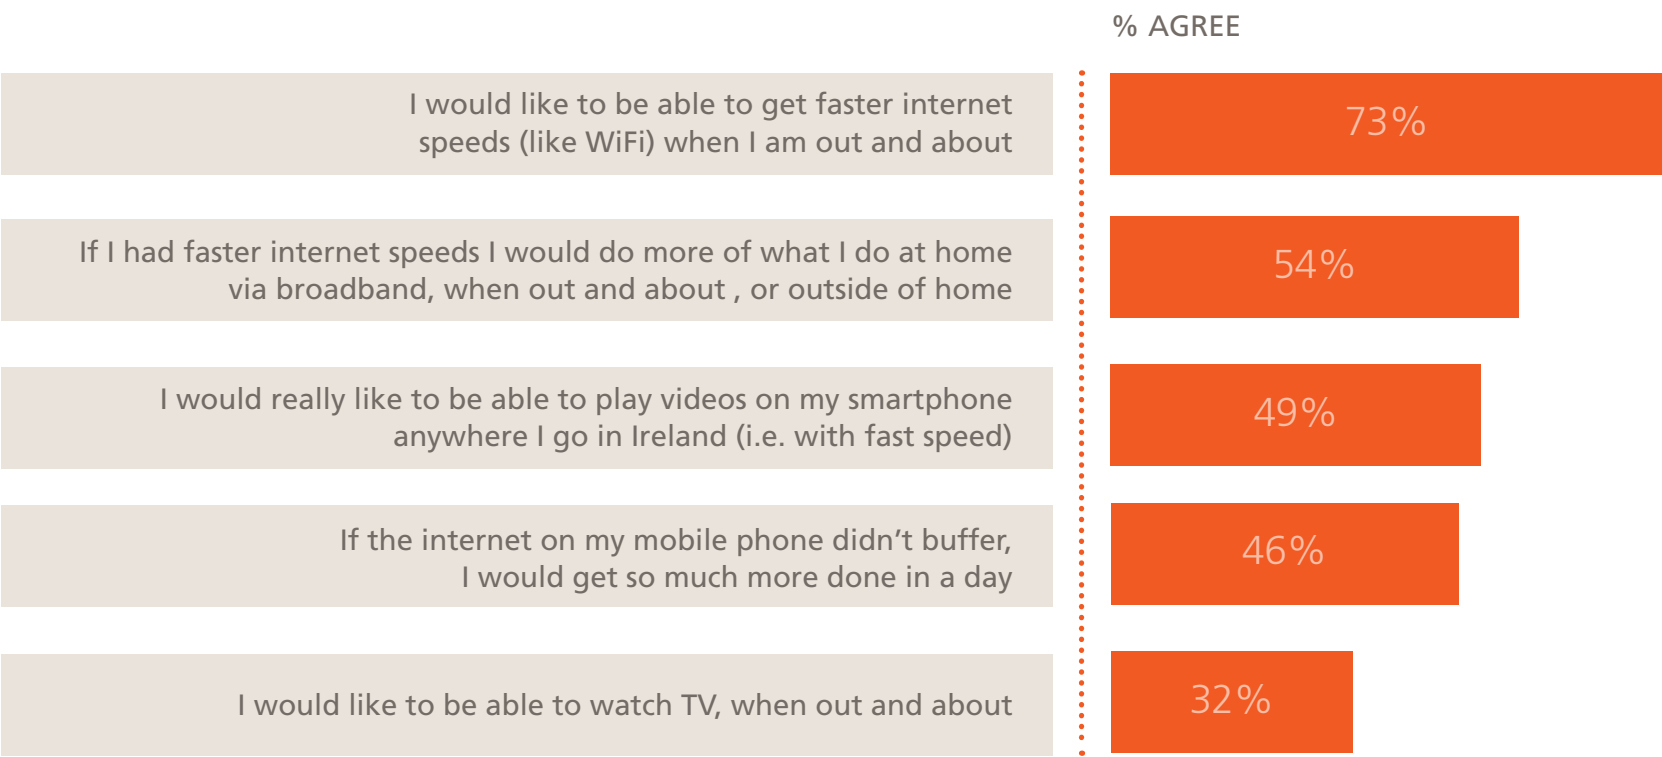 % AGREE
I would like to be able to get faster internet
speeds (like WiFi) when I am out and about
73%
If I had faster internet speeds I would do more of what I do at home
via broadband, when out and about , or outside of home
54%
I would really like to be able to play videos on my smartphone
anywhere I go in Ireland (i.e. with fast speed)
49%
If the internet on my mobile phone didn’t buffer,
I would get so much more done in a day
46%
I would like to be able to watch TV, when out and about
32%